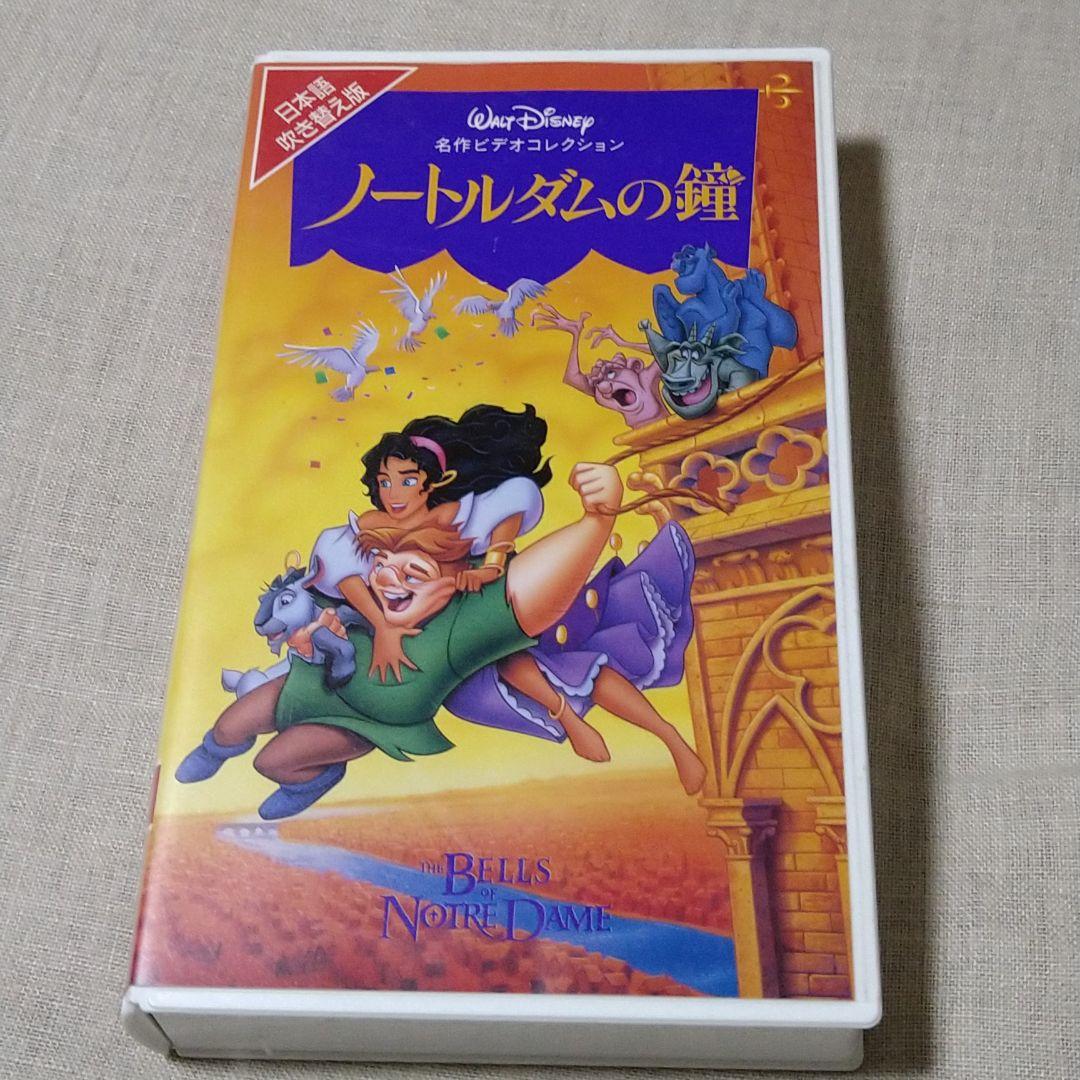 日本語
吹き替え版
WALT DISNEY
名作ビデオコレクション
ノートルダムの鐘
THE BELLS
OF
NOTRE DAME